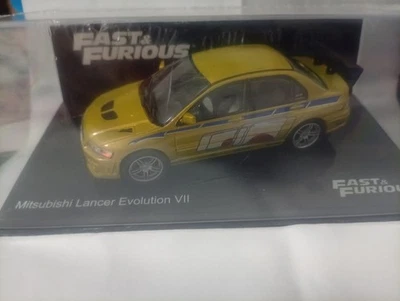 FAST &
FURIOUS
Mitsubishi Lancer Evolution VII
FAST &
FURIOUS